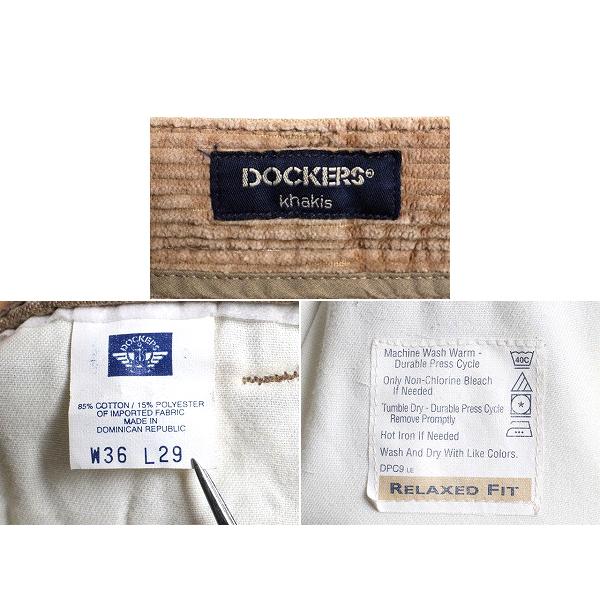 DOCKERS®
khakis
DOCKERS
85% COTTON / 15% POLYESTER
OF IMPORTED FABRIC
MADE IN
DOMINICAN REPUBLIC
W36 L29
Machine Wash Warm -
Durable Press Cycle
40C
Only Non-Chlorine Bleach
If Needed
Tumble Dry - Durable Press Cycle
Remove Promptly
Hot Iron If Needed
Wash And Dry With Like Colors.
DPC9 LE
RELAXED FIT